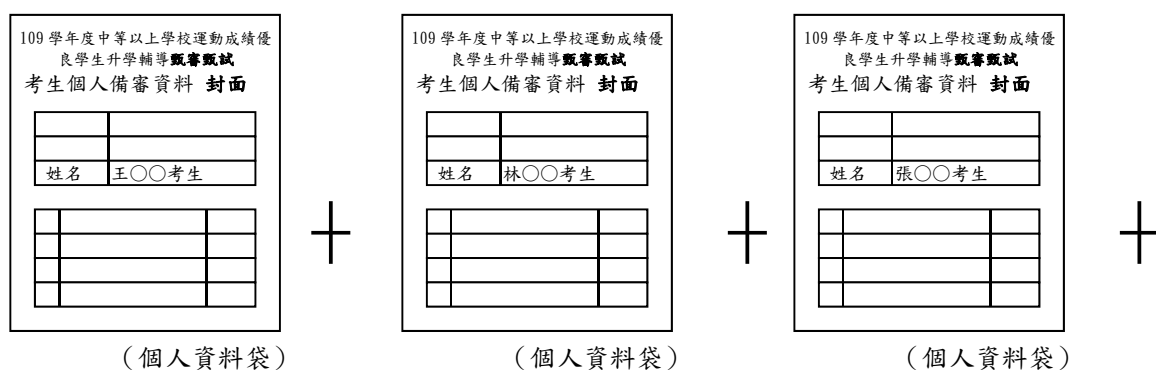 109 學年度中等以上學校運動成績優
良學生升學輔導甄審甄試
考生個人備審資料 封面
姓名 王○○考生
+
(個人資料袋)
109 學年度中等以上學校運動成績優
良學生升學輔導甄審甄試
考生個人備審資料 封面
姓名 林○○考生
+
(個人資料袋)
109 學年度中等以上學校運動成績優
良學生升學輔導甄審甄試
考生個人備審資料 封面
姓名 張○○考生
+
(個人資料袋)